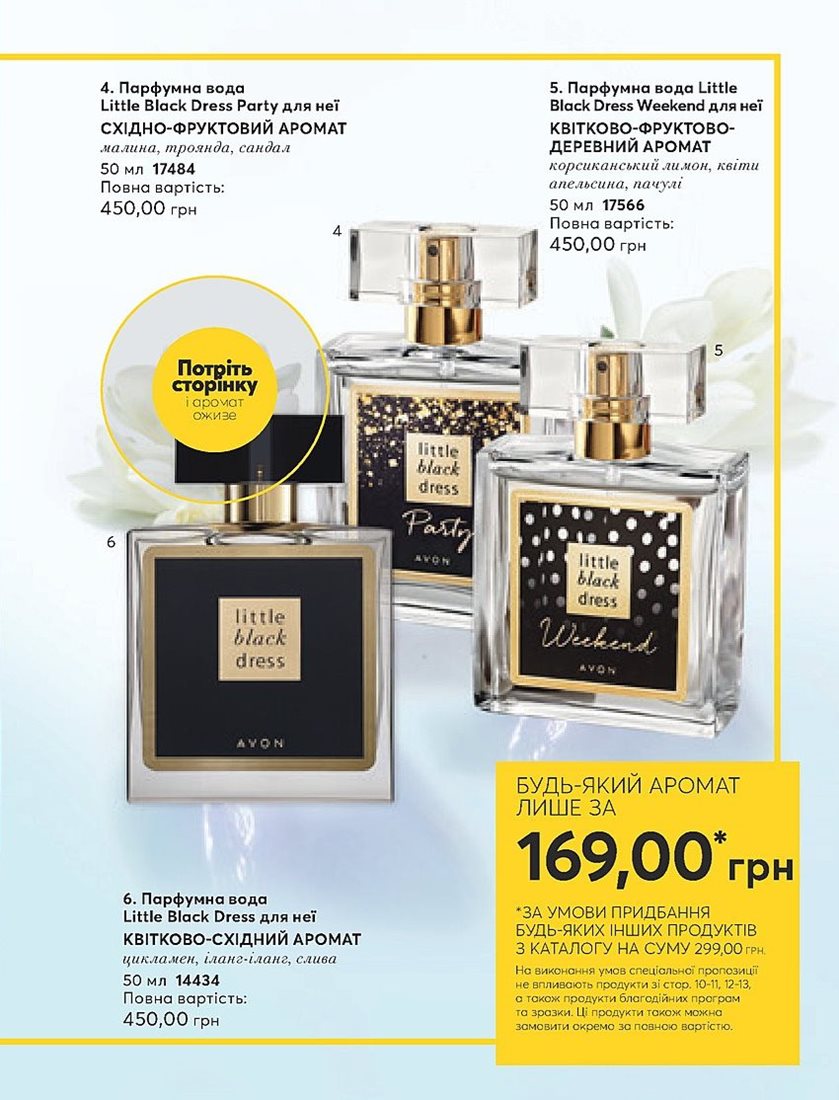 4. Парфумна вода
Little Black Dress Party для неї
СХІДНО-ФРУКТОВИЙ АРОМАТ
малина, троянда, сандал
50 мл 17484
Повна вартість:
450,00 грн
5. Парфумна вода Little
Black Dress Weekend для неї
КВІТКОВО-ФРУКТОВО-
ДЕРЕВНИЙ АРОМАТ
корсиканський лимон, квіти
апельсина, пачулі
50 мл 17566
Повна вартість:
450,00 грн
4
5
6
Потріть
сторінку
і аромат
оживе
little
black
dress
Party
AVON
little
black
dress
Weekend
AVON
little
black
dress
AVON
6. Парфумна вода
Little Black Dress для неї
КВІТКОВО-СХІДНИЙ АРОМАТ
цикламен, іланг-іланг, слива
50 мл 14434
Повна вартість:
450,00 грн
БУДЬ-ЯКИЙ АРОМАТ
ЛИШЕ ЗА
169,00* грн
*ЗА УМОВИ ПРИДБАННЯ
БУДЬ-ЯКИХ ІНШИХ ПРОДУКТІВ
З КАТАЛОГУ НА СУМУ 299,00 ГРН.
На виконання умов спеціальної пропозиції
не впливають продукти зі стор. 10-11, 12-13,
а також продукти благодійних програм
та зразки. Ці продукти також можна
замовити окремо за повною вартістю.